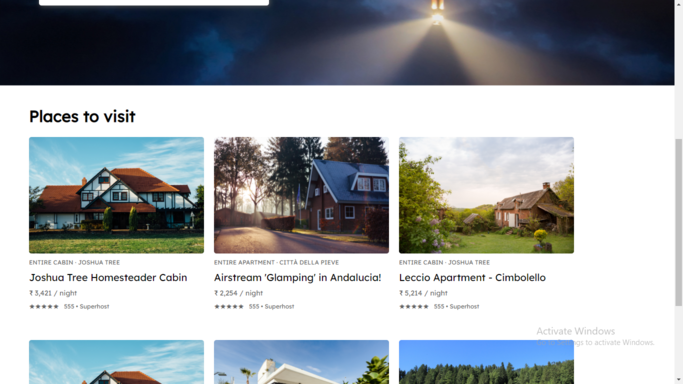 Places to visit
ENTIRE CABIN · JOSHUA TREE
Joshua Tree Homesteader Cabin
₹ 3,421 / night
★★★★★ 555 • Superhost
ENTIRE APARTMENT · CITTÀ DELLA PIEVE
Airstream 'Glamping' in Andalucia!
₹ 2,254 / night
★★★★★ 555 • Superhost
ENTIRE CABIN · JOSHUA TREE
Leccio Apartment - Cimbolello
₹ 5,214 / night
★★★★★ 555 • Superhost
Activate Windows
to activate Windows.